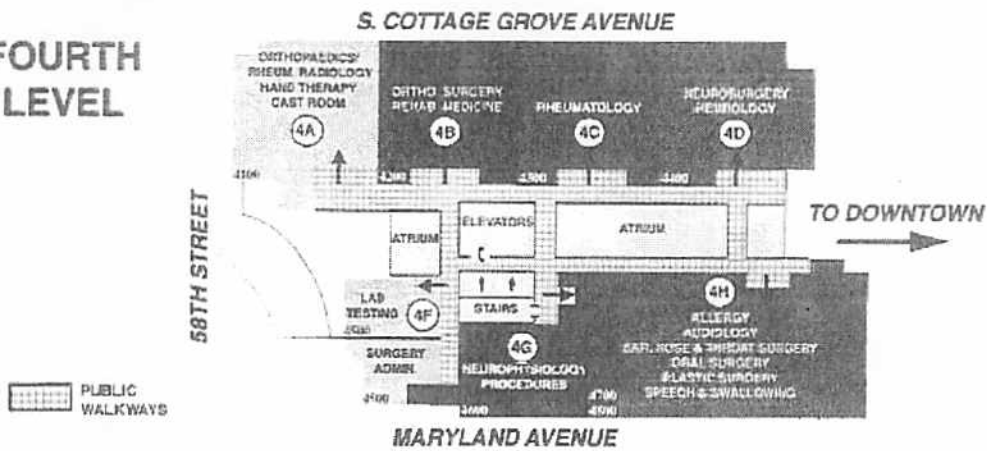 S. COTTAGE GROVE AVENUE
FOURTH
LEVEL
ORTHOPAEDICS/
RHEUM. RADIOLOGY
HAND THERAPY
CAST ROOM
4A
ORTHO SURGERY
REHAB MEDICINE
4B
RHEUMATOLOGY
4C
NEUROSURGERY
NEUROLOGY
4D
4100
4200
4300
4400
58TH STREET
ATRIUM
ELEVATORS
ATRIUM
TO DOWNTOWN
LAB
TESTING
4F
STAIRS
4H
ALLERGY
AUDIOLOGY
EAR, NOSE & THROAT SURGERY
ORAL SURGERY
PLASTIC SURGERY
SPEECH & SWALLOWING
SURGERY
ADMIN.
4G
NEUROPHYSIOLOGY
PROCEDURES
4500
4600
4700
PUBLIC
WALKWAYS
MARYLAND AVENUE